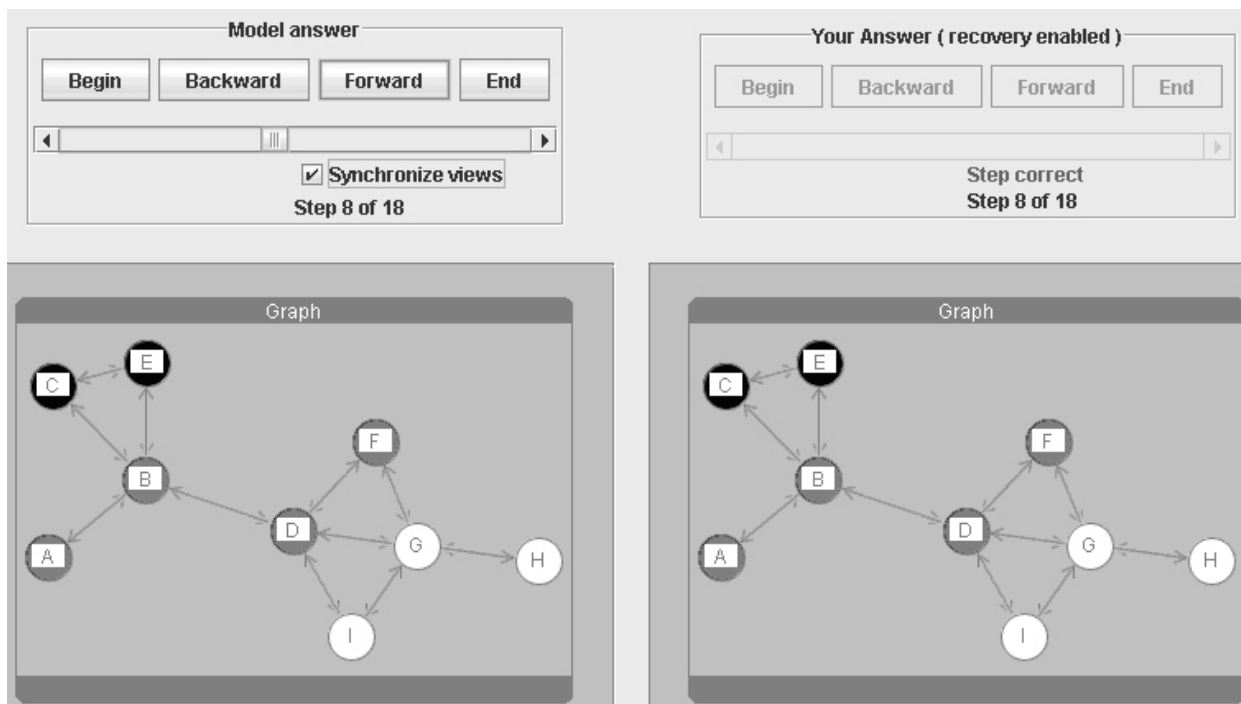 Model answer
Begin Backward Forward End
Synchronize views
Step 8 of 18
Your Answer ( recovery enabled )
Begin Backward Forward End
Step correct
Step 8 of 18
Graph
E
C
F
B
D
G
A
H
I
Graph
E
C
F
B
D
G
A
H
I